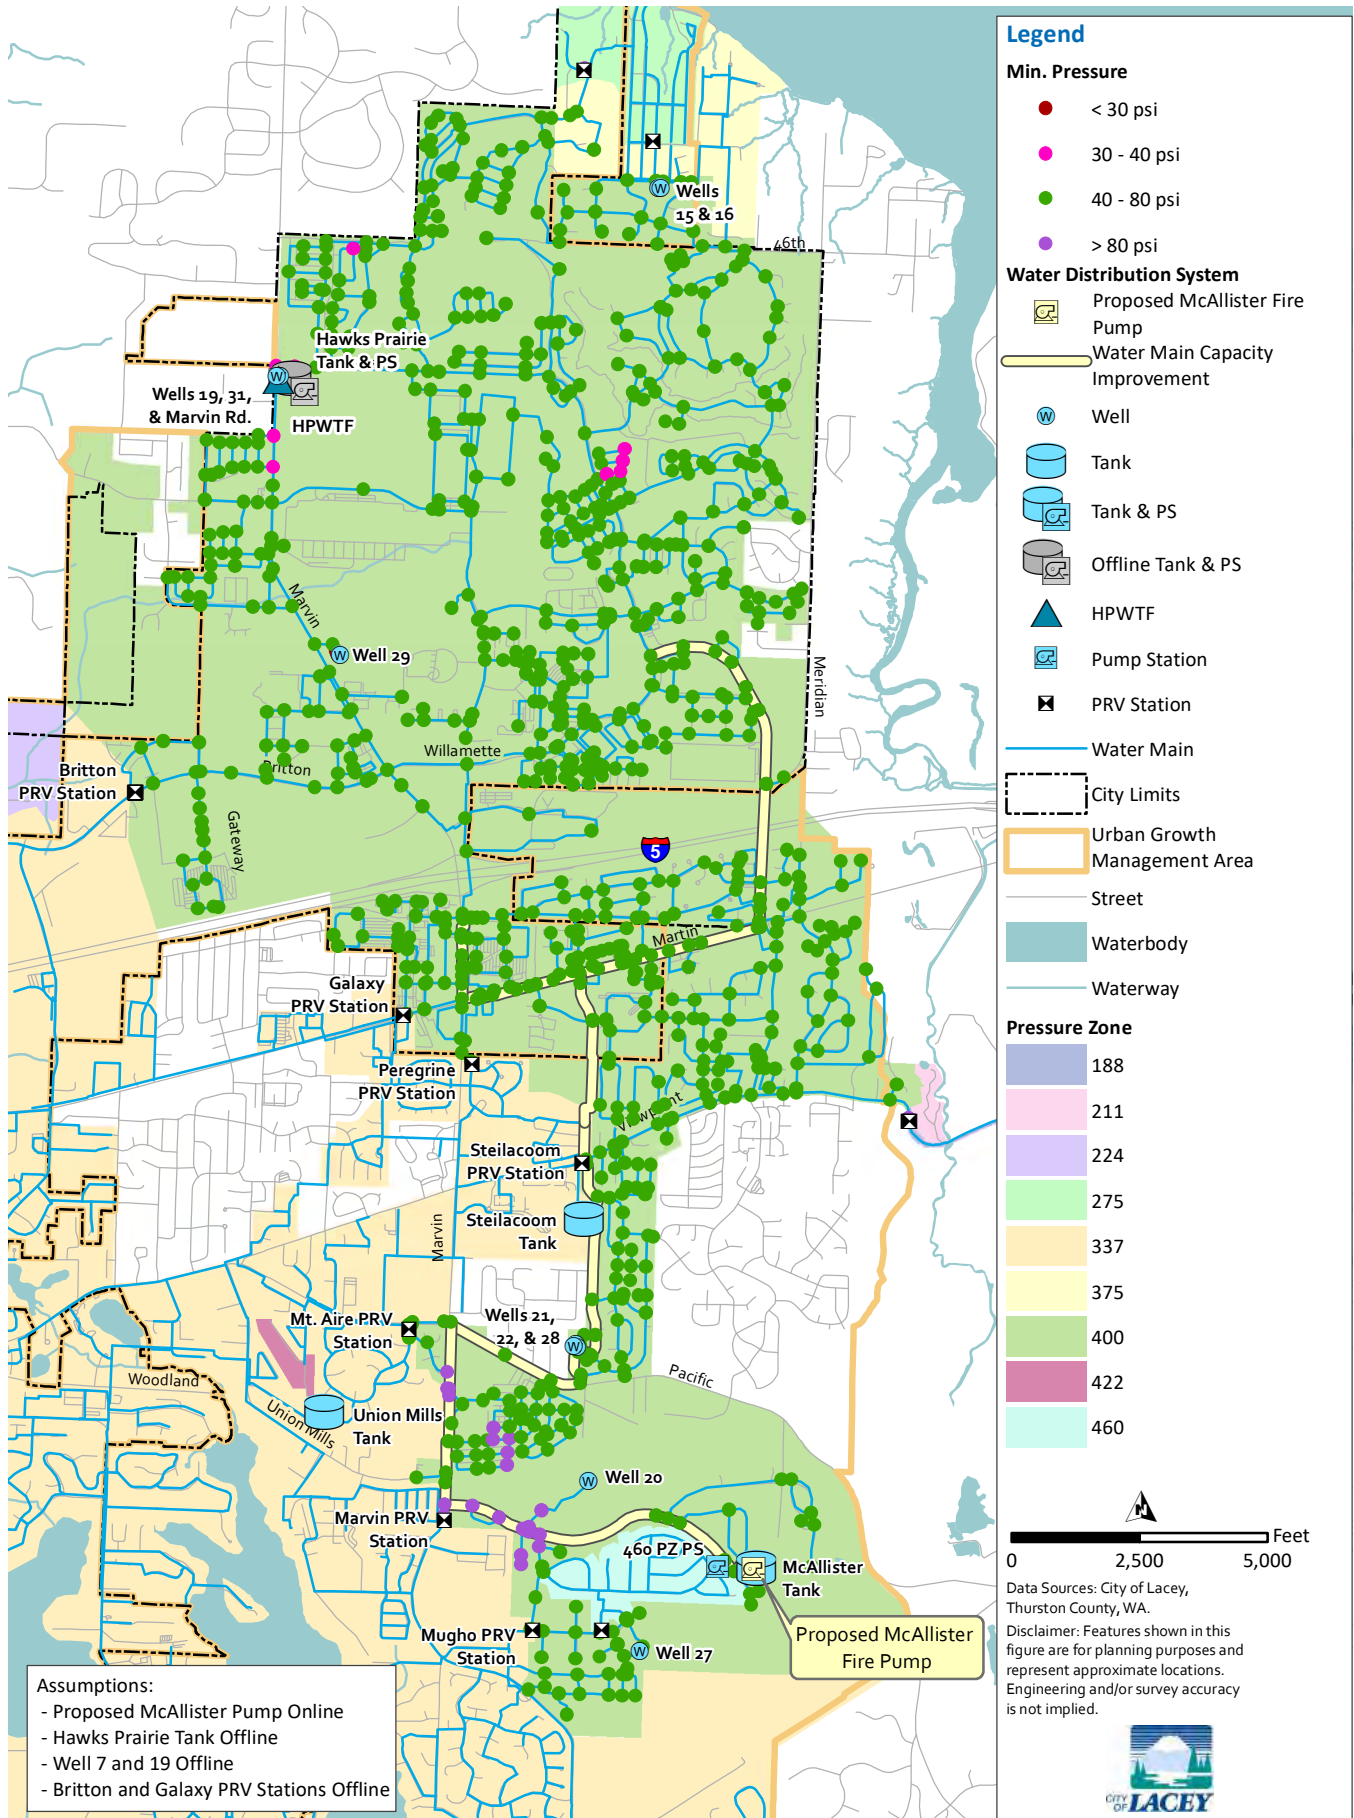 46th
Wells
15 & 16
Hawks Prairie
Tank & PS
Wells 19, 31,
& Marvin Rd.
HPWTF
Marvin
Well 29
Meridian
Willamette
Britton
Britton
PRV Station
Gateway
5
Martin
Galaxy
PRV Station
Peregrine
PRV Station
Viewpoint
Steilacoom
PRV Station
Steilacoom
Tank
Marvin
Wells 21,
22, & 28
Mt. Aire PRV
Station
Pacific
Woodland
Union Mills
Union Mills
Tank
Well 20
Marvin PRV
Station
460 PZ PS
McAllister
Tank
Mugho PRV
Station
Well 27
Proposed McAllister
Fire Pump
Assumptions:
- Proposed McAllister Pump Online
- Hawks Prairie Tank Offline
- Well 7 and 19 Offline
- Britton and Galaxy PRV Stations Offline
Legend
Min. Pressure
< 30 psi
30 - 40 psi
40 - 80 psi
> 80 psi
Water Distribution System
Proposed McAllister Fire
Pump
Water Main Capacity
Improvement
W Well
Tank
Tank & PS
Offline Tank & PS
HPWTF
Pump Station
PRV Station
Water Main
City Limits
Urban Growth
Management Area
Street
Waterbody
Waterway
Pressure Zone
188
211
224
275
337
375
400
422
460
N
Feet
0 2,500 5,000
Data Sources: City of Lacey,
Thurston County, WA.
Disclaimer: Features shown in this
figure are for planning purposes and
represent approximate locations.
Engineering and/or survey accuracy
is not implied.
CITY
OF LACEY